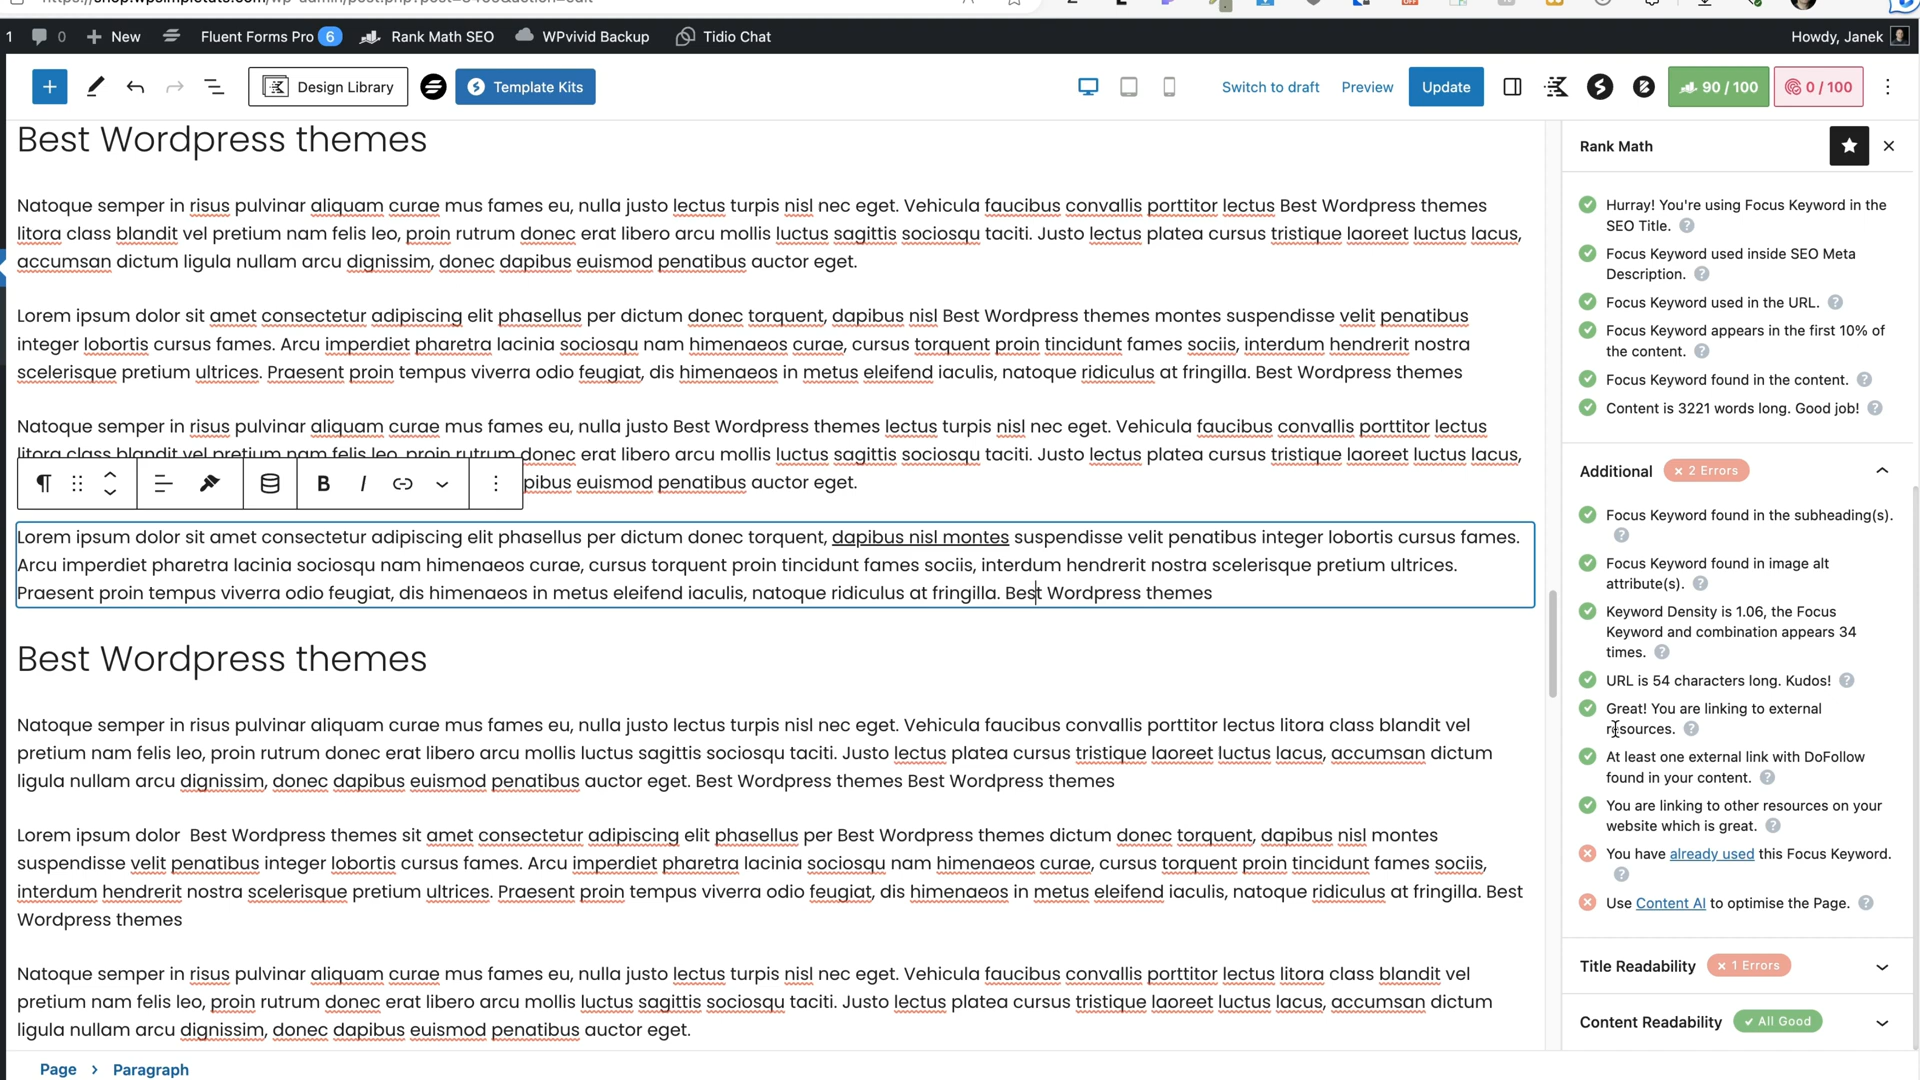 1 0 New Fluent Forms Pro 6 Rank Math SEO WPvivid Backup Tidio Chat Howdy, Janek
Design Library Template Kits Switch to draft Preview Update 90 / 100 0 / 100
Best Wordpress themes
Natoque semper in risus pulvinar aliquam curae mus fames eu, nulla justo lectus turpis nisl nec eget. Vehicula faucibus convallis porttitor lectus Best Wordpress themes
litora class blandit vel pretium nam felis leo, proin rutrum donec erat libero arcu mollis luctus sagittis sociosqu taciti. Justo lectus platea cursus tristique laoreet luctus lacus,
accumsan dictum ligula nullam arcu dignissim, donec dapibus euismod penatibus auctor eget.
Lorem ipsum dolor sit amet consectetur adipiscing elit phasellus per dictum donec torquent, dapibus nisl Best Wordpress themes montes suspendisse velit penatibus
integer lobortis cursus fames. Arcu imperdiet pharetra lacinia sociosqu nam himenaeos curae, cursus torquent proin tincidunt fames sociis, interdum hendrerit nostra
scelerisque pretium ultrices. Praesent proin tempus viverra odio feugiat, dis himenaeos in metus eleifend iaculis, natoque ridiculus at fringilla. Best Wordpress themes
Natoque semper in risus pulvinar aliquam curae mus fames eu, nulla justo Best Wordpress themes lectus turpis nisl nec eget. Vehicula faucibus convallis porttitor lectus
litora class blandit vel pretium nam felis leo, proin rutrum donec erat libero arcu mollis luctus sagittis sociosqu taciti. Justo lectus platea cursus tristique laoreet luctus lacus,
B I pibus euismod penatibus auctor eget.
Lorem ipsum dolor sit amet consectetur adipiscing elit phasellus per dictum donec torquent, dapibus nisl montes suspendisse velit penatibus integer lobortis cursus fames.
Arcu imperdiet pharetra lacinia sociosqu nam himenaeos curae, cursus torquent proin tincidunt fames sociis, interdum hendrerit nostra scelerisque pretium ultrices.
Praesent proin tempus viverra odio feugiat, dis himenaeos in metus eleifend iaculis, natoque ridiculus at fringilla. Best Wordpress themes
Best Wordpress themes
Natoque semper in risus pulvinar aliquam curae mus fames eu, nulla justo lectus turpis nisl nec eget. Vehicula faucibus convallis porttitor lectus litora class blandit vel
pretium nam felis leo, proin rutrum donec erat libero arcu mollis luctus sagittis sociosqu taciti. Justo lectus platea cursus tristique laoreet luctus lacus, accumsan dictum
ligula nullam arcu dignissim, donec dapibus euismod penatibus auctor eget. Best Wordpress themes Best Wordpress themes
Lorem ipsum dolor Best Wordpress themes sit amet consectetur adipiscing elit phasellus per Best Wordpress themes dictum donec torquent, dapibus nisl montes
suspendisse velit penatibus integer lobortis cursus fames. Arcu imperdiet pharetra lacinia sociosqu nam himenaeos curae, cursus torquent proin tincidunt fames sociis,
interdum hendrerit nostra scelerisque pretium ultrices. Praesent proin tempus viverra odio feugiat, dis himenaeos in metus eleifend iaculis, natoque ridiculus at fringilla. Best
Wordpress themes
Natoque semper in risus pulvinar aliquam curae mus fames eu, nulla justo lectus turpis nisl nec eget. Vehicula faucibus convallis porttitor lectus litora class blandit vel
pretium nam felis leo, proin rutrum donec erat libero arcu mollis luctus sagittis sociosqu taciti. Justo lectus platea cursus tristique laoreet luctus lacus, accumsan dictum
ligula nullam arcu dignissim, donec dapibus euismod penatibus auctor eget.
Page > Paragraph
Rank Math
Hurray! You're using Focus Keyword in the
SEO Title.
Focus Keyword used inside SEO Meta
Description.
Focus Keyword used in the URL.
Focus Keyword appears in the first 10% of
the content.
Focus Keyword found in the content.
Content is 3221 words long. Good job!
Additional × 2 Errors
Focus Keyword found in the subheading(s).
Focus Keyword found in image alt
attribute(s).
Keyword Density is 1.06, the Focus
Keyword and combination appears 34
times.
URL is 54 characters long. Kudos!
Great! You are linking to external
resources.
At least one external link with DoFollow
found in your content.
You are linking to other resources on your
website which is great.
You have already used this Focus Keyword.
Use Content AI to optimise the Page.
Title Readability × 1 Errors
Content Readability ✓ All Good